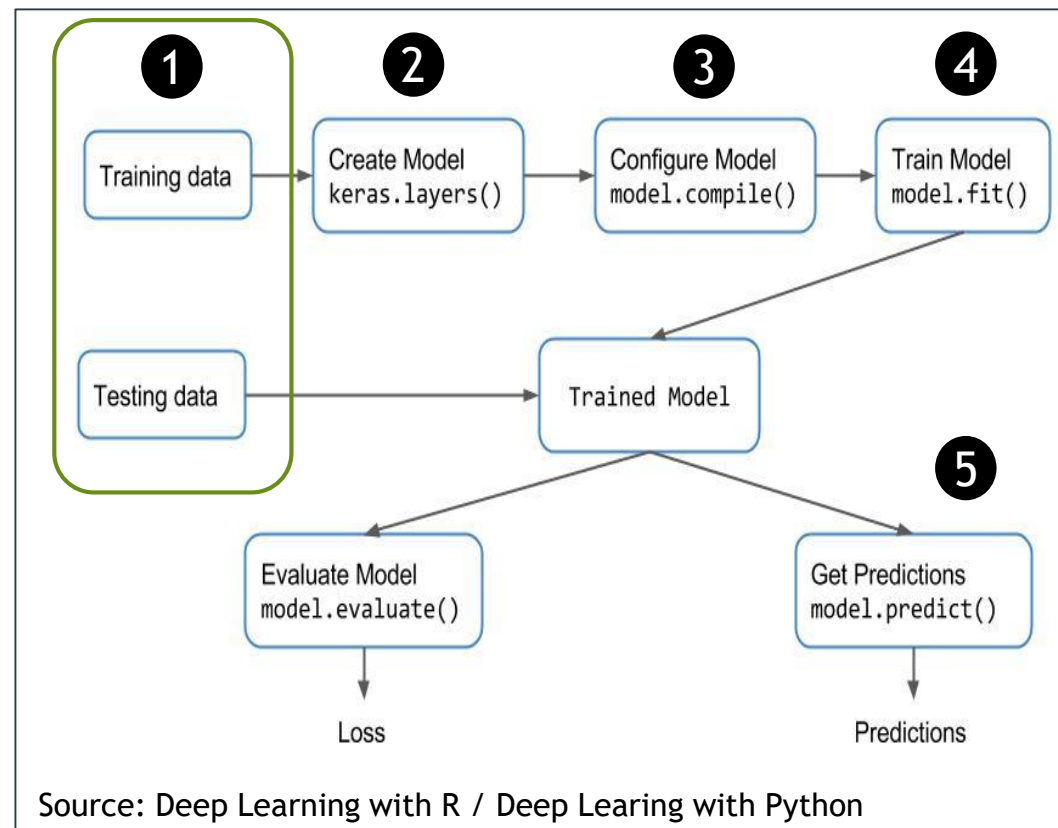 1
2
3
4
Training data
Create Model
keras.layers()
Configure Model
model.compile()
Train Model
model.fit()
Testing data
Trained Model
5
Evaluate Model
model.evaluate()
Get Predictions
model.predict()
Loss
Predictions
Source: Deep Learning with R / Deep Learing with Python